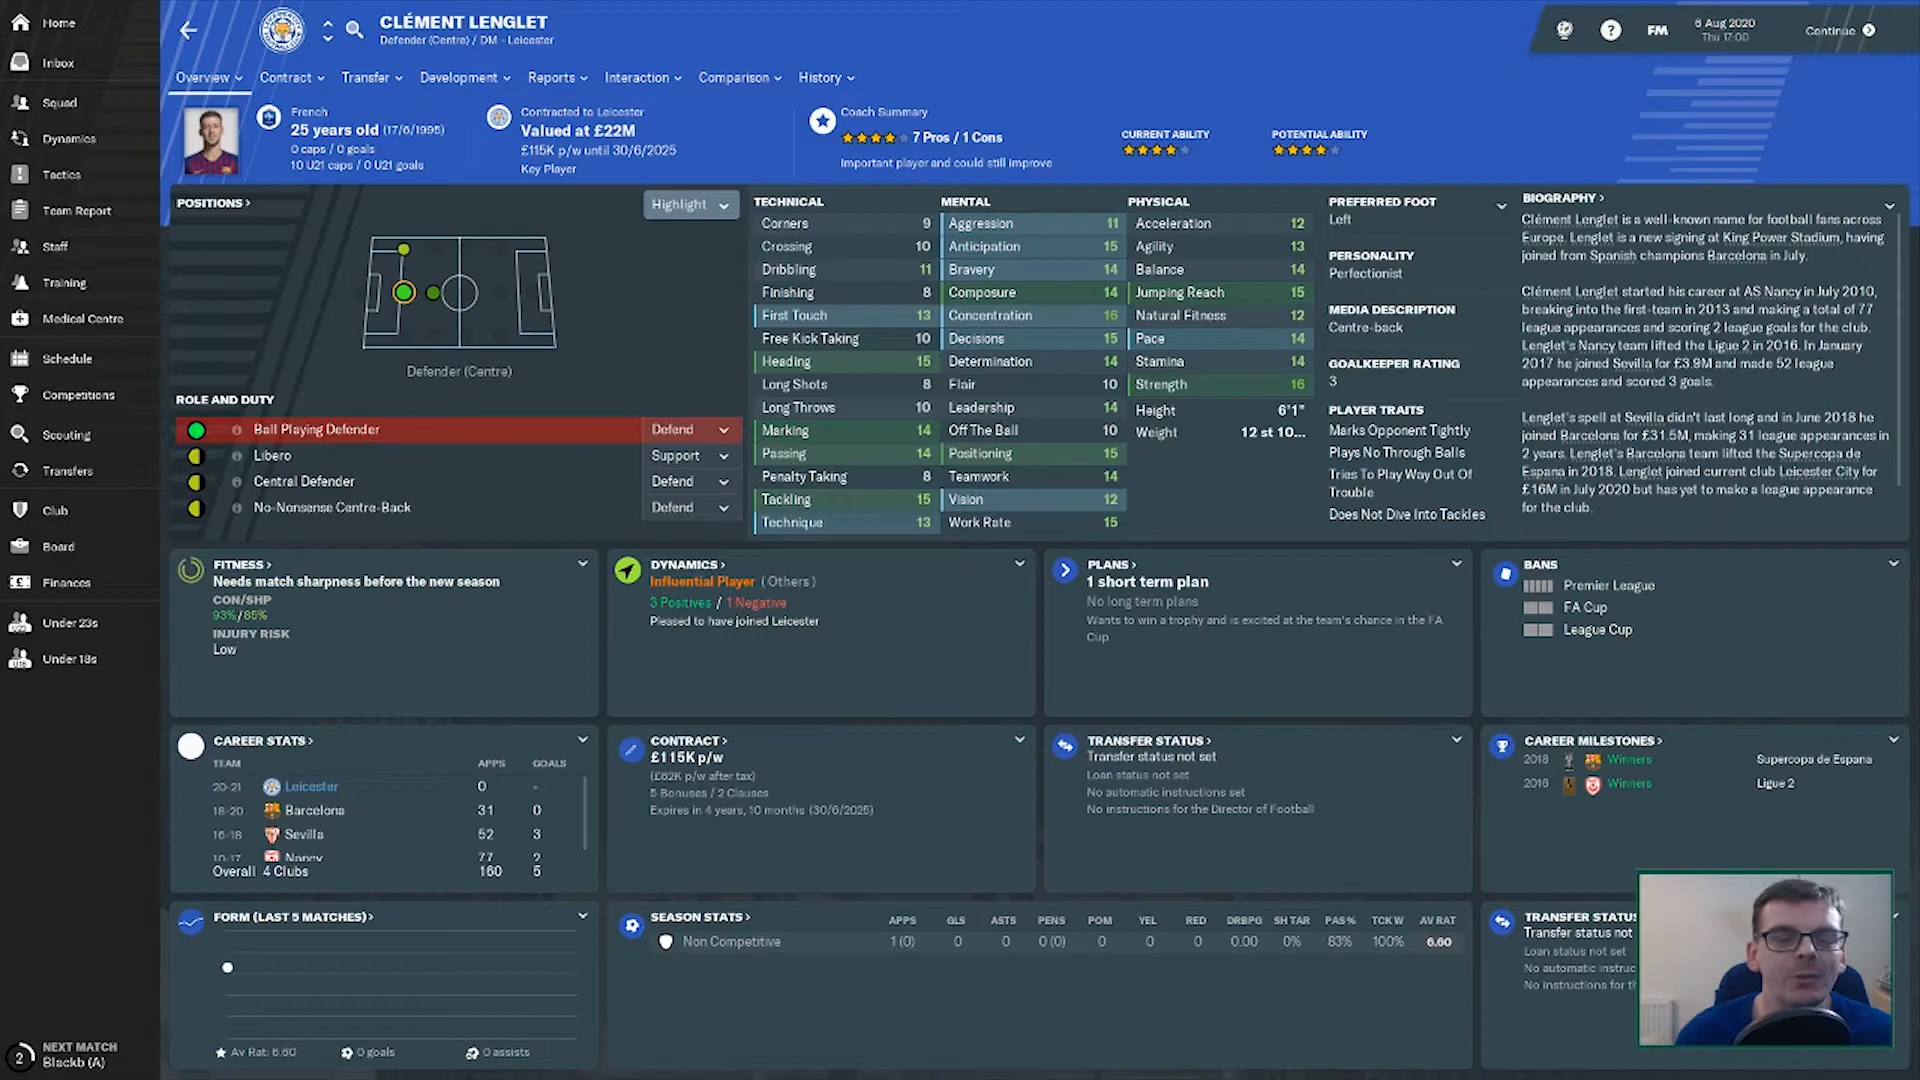 Home
Inbox
Squad
Dynamics
Tactics
Team Report
Staff
Training
Medical Centre
Schedule
Competitions
Scouting
Transfers
Club
Board
Finances
Under 23s
Under 18s
2
NEXT MATCH
Blackb (A)
CLÉMENT LENGLET
Defender (Centre) / DM - Leicester
FM
6 Aug 2020
Thu 17:00
Continue
Overview
Contract
Transfer
Development
Reports
Interaction
Comparison
History
French
25 years old (17/6/1995)
0 caps / 0 goals
10 U21 caps / 0 U21 goals
Contracted to Leicester
Valued at £22M
£115K p/w until 30/6/2025
Key Player
Coach Summary
7 Pros / 1 Cons
Important player and could still improve
CURRENT ABILITY
POTENTIAL ABILITY
POSITIONS >
Highlight
Defender (Centre)
ROLE AND DUTY
Ball Playing Defender Defend
Libero Support
Central Defender Defend
No-Nonsense Centre-Back Defend
TECHNICAL
Corners 9
Crossing 10
Dribbling 11
Finishing 8
First Touch 13
Free Kick Taking 10
Heading 15
Long Shots 8
Long Throws 10
Marking 14
Passing 14
Penalty Taking 8
Tackling 15
Technique 13
MENTAL
Aggression 11
Anticipation 15
Bravery 14
Composure 14
Concentration 16
Decisions 15
Determination 14
Flair 10
Leadership 14
Off The Ball 10
Positioning 15
Teamwork 14
Vision 12
Work Rate 15
PHYSICAL
Acceleration 12
Agility 13
Balance 14
Jumping Reach 15
Natural Fitness 12
Pace 14
Stamina 14
Strength 16
Height 6'1"
Weight 12 st 10...
PREFERRED FOOT
Left
PERSONALITY
Perfectionist
MEDIA DESCRIPTION
Centre-back
GOALKEEPER RATING
3
PLAYER TRAITS
Marks Opponent Tightly
Plays No Through Balls
Tries To Play Way Out Of
Trouble
Does Not Dive Into Tackles
BIOGRAPHY >
Clément Lenglet is a well-known name for football fans across
Europe. Lenglet is a new signing at King Power Stadium, having
joined from Spanish champions Barcelona in July.
Clément Lenglet started his career at AS Nancy in July 2010,
breaking into the first-team in 2013 and making a total of 77
league appearances and scoring 2 league goals for the club.
Lenglet's Nancy team lifted the Ligue 2 in 2016. In January
2017 he joined Sevilla for £3.9M and made 52 league
appearances and scored 3 goals.
Lenglet's spell at Sevilla didn't last long and in June 2018 he
joined Barcelona for £31.5M, making 31 league appearances in
2 years. Lenglet's Barcelona team lifted the Supercopa de
Espana in 2018. Lenglet joined current club Leicester City for
£16M in July 2020 but has yet to make a league appearance
for the club.
FITNESS >
Needs match sharpness before the new season
CON/SHP
93%/85%
INJURY RISK
Low
DYNAMICS >
Influential Player (Others)
3 Positives / 1 Negative
Pleased to have joined Leicester
PLANS >
1 short term plan
No long term plans
Wants to win a trophy and is excited at the team's chance in the FA
Cup
BANS
Premier League
FA Cup
League Cup
CAREER STATS >
TEAM APPS GOALS
20-21 Leicester 0 -
18-20 Barcelona 31 0
16-18 Sevilla 52 3
10-17 Nancy 77 2
Overall 4 Clubs 160 5
CONTRACT >
£115K p/w
(£62K p/w after tax)
5 Bonuses / 2 Clauses
Expires in 4 years, 10 months (30/6/2025)
TRANSFER STATUS >
Transfer status not set
Loan status not set
No automatic instructions set
No instructions for the Director of Football
CAREER MILESTONES >
2018 Winners Supercopa de Espana
2016 Winners Ligue 2
FORM (LAST 5 MATCHES) >
Av Rat: 6.60
0 goals
0 assists
SEASON STATS >
APPS GLS ASTS PENS POM YEL RED DRBPG SH TAR PAS % TCK W AV RAT
Non Competitive 1 (0) 0 0 0 (0) 0 0 0 0.00 0% 83% 100% 6.60
TRANSFER STATUS
Transfer status not
Loan status not set
No automatic instruc
No instructions for th